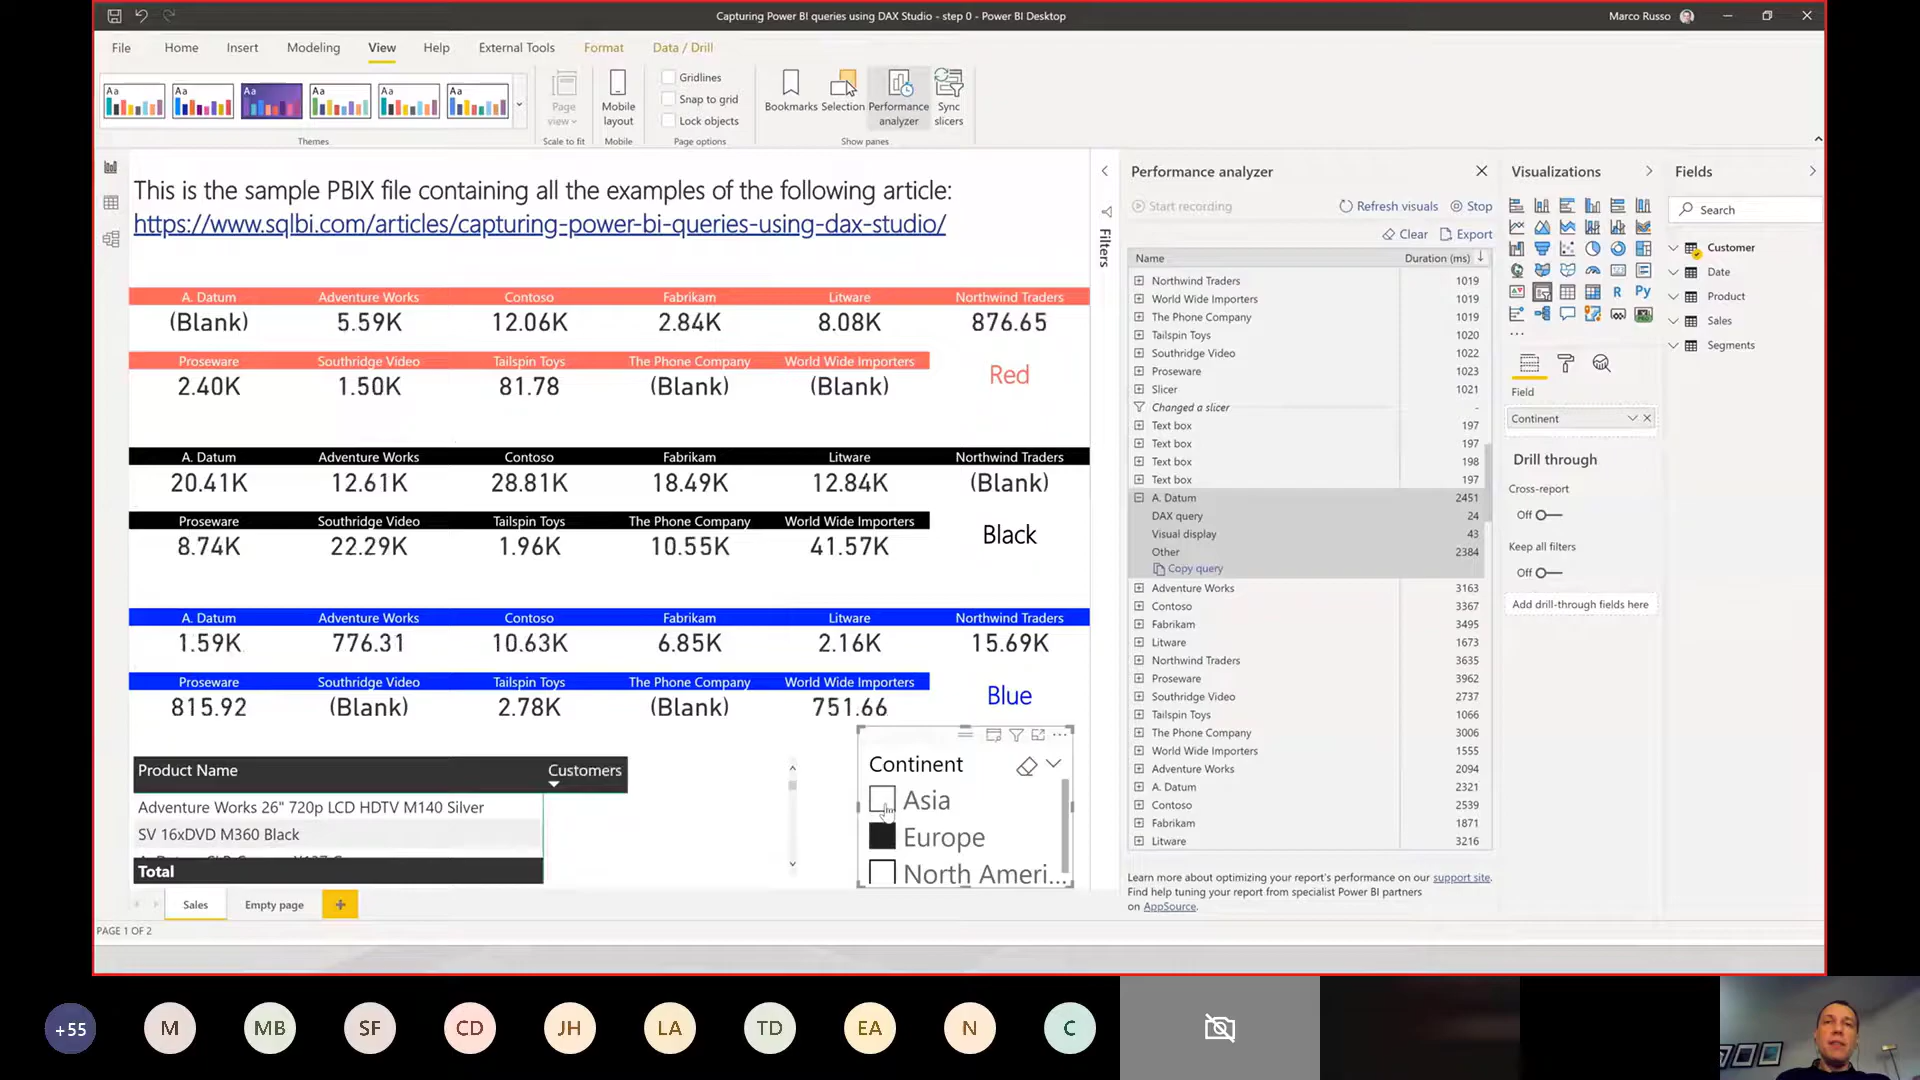 Capturing Power BI queries using DAX Studio - step 0 - Power BI Desktop
Marco Russo
File Home Insert Modeling View Help External Tools Format Data / Drill
Aa Aa Aa Aa Aa Aa
Page view
Mobile layout
Gridlines
Snap to grid
Lock objects
Bookmarks Selection Performance analyzer Sync slicers
Themes Scale to fit Mobile Page options Show panes
This is the sample PBIX file containing all the examples of the following article:
https://www.sqlbi.com/articles/capturing-power-bi-queries-using-dax-studio/
A. Datum Adventure Works Contoso Fabrikam Litware Northwind Traders
(Blank) 5.59K 12.06K 2.84K 8.08K 876.65
Proseware Southridge Video Tailspin Toys The Phone Company World Wide Importers
2.40K 1.50K 81.78 (Blank) (Blank)
Red
A. Datum Adventure Works Contoso Fabrikam Litware Northwind Traders
20.41K 12.61K 28.81K 18.49K 12.84K (Blank)
Proseware Southridge Video Tailspin Toys The Phone Company World Wide Importers
8.74K 22.29K 1.96K 10.55K 41.57K
Black
A. Datum Adventure Works Contoso Fabrikam Litware Northwind Traders
1.59K 776.31 10.63K 6.85K 2.16K 15.69K
Proseware Southridge Video Tailspin Toys The Phone Company World Wide Importers
815.92 (Blank) 2.78K (Blank) 751.66
Blue
Product Name Customers
Adventure Works 26" 720p LCD HDTV M140 Silver
SV 16xDVD M360 Black
Total
Continent
Asia
Europe
North Ameri...
Sales Empty page
PAGE 1 OF 2
Filters
Performance analyzer
Start recording Refresh visuals Stop
Clear Export
Name Duration (ms)
Northwind Traders 1019
World Wide Importers 1019
The Phone Company 1019
Tailspin Toys 1020
Southridge Video 1022
Proseware 1023
Slicer 1021
Changed a slicer -
Text box 197
Text box 197
Text box 198
Text box 197
A. Datum 2451
DAX query 24
Visual display 43
Other 2384
Copy query
Adventure Works 3163
Contoso 3367
Fabrikam 3495
Litware 1673
Northwind Traders 3635
Proseware 3962
Southridge Video 2737
Tailspin Toys 1066
The Phone Company 3006
World Wide Importers 1555
Adventure Works 2094
A. Datum 2321
Contoso 2539
Fabrikam 1871
Litware 3216
Learn more about optimizing your report's performance on our support site.
Find help tuning your report from specialist Power BI partners
on AppSource.
Visualizations
R Py
Field
Continent
Drill through
Cross-report
Off
Keep all filters
Off
Add drill-through fields here
Fields
Search
Customer
Date
Product
Sales
Segments
+55 M MB SF CD JH LA TD EA N C